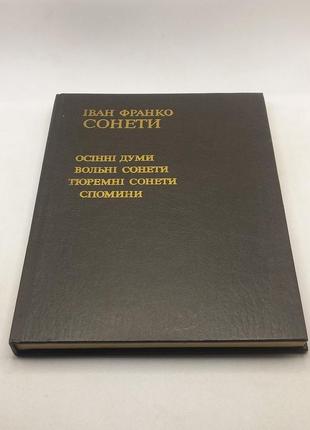 ІВАН ФРАНКО
СОНЕТИ
ОСІННІ ДУМИ
ВОЛЬНІ СОНЕТИ
ТЮРЕМНІ СОНЕТИ
СПОМИНИ